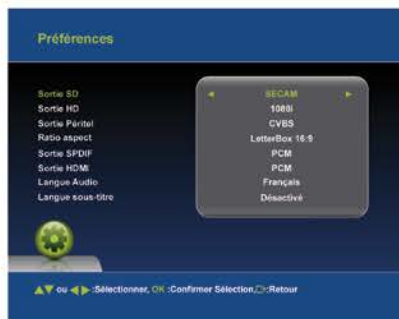 Préférences
Sortie SD ◄ SECAM ►
Sortie HD 1080i
Sortie Péritel CVBS
Ratio aspect LetterBox 16:9
Sortie SPDIF PCM
Sortie HDMI PCM
Langue Audio Français
Langue sous-titre Désactivé
▲▼ ou ◄► :Sélectionner, OK :Confirmer Sélection, :Retour